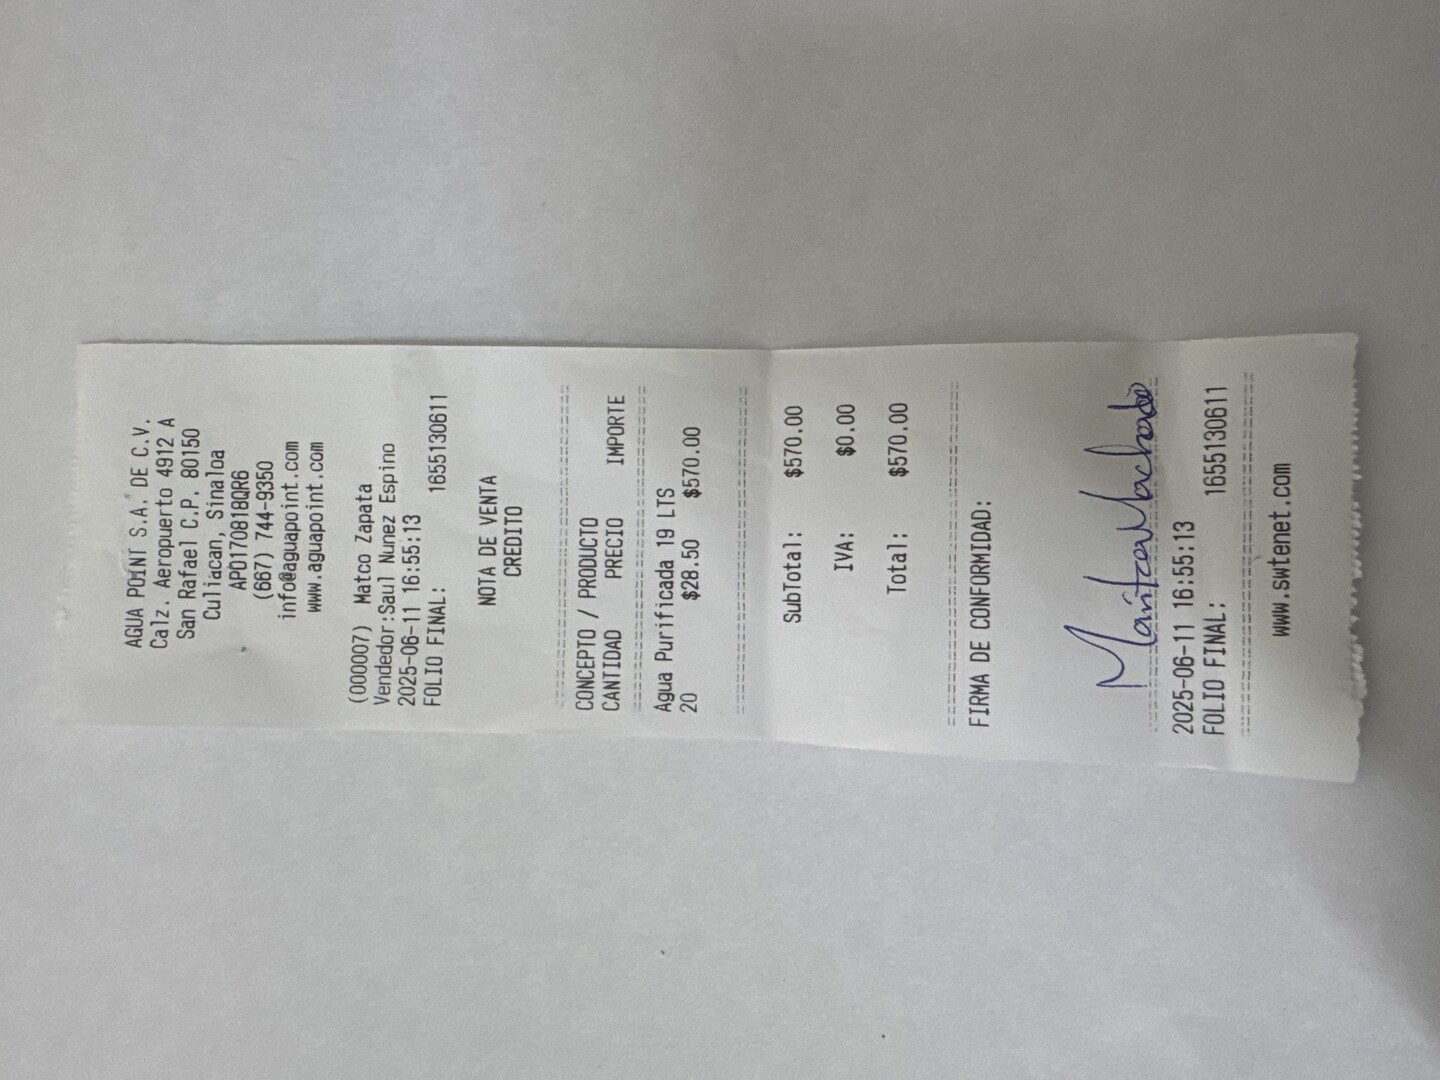 AGUA POINT S.A. DE C.V.
Calz. Aeropuerto 4912 A
San Rafael C.P. 80150
Culiacan, Sinaloa
APO170818QR6
(667) 744-9350
info@aguapoint.com
www.aguapoint.com
(000007) Matco Zapata
Vendedor:Saul Nunez Espino
2025-06-11 16:55:13
FOLIO FINAL: 1655130611
NOTA DE VENTA
CREDITO
CONCEPTO / PRODUCTO
CANTIDAD PRECIO IMPORTE
Agua Purificada 19 LTS
20 $28.50 $570.00
SubTotal: $570.00
IVA: $0.00
Total: $570.00
FIRMA DE CONFORMIDAD:
Maritza Machado
2025-06-11 16:55:13
FOLIO FINAL: 1655130611
www.swtenet.com